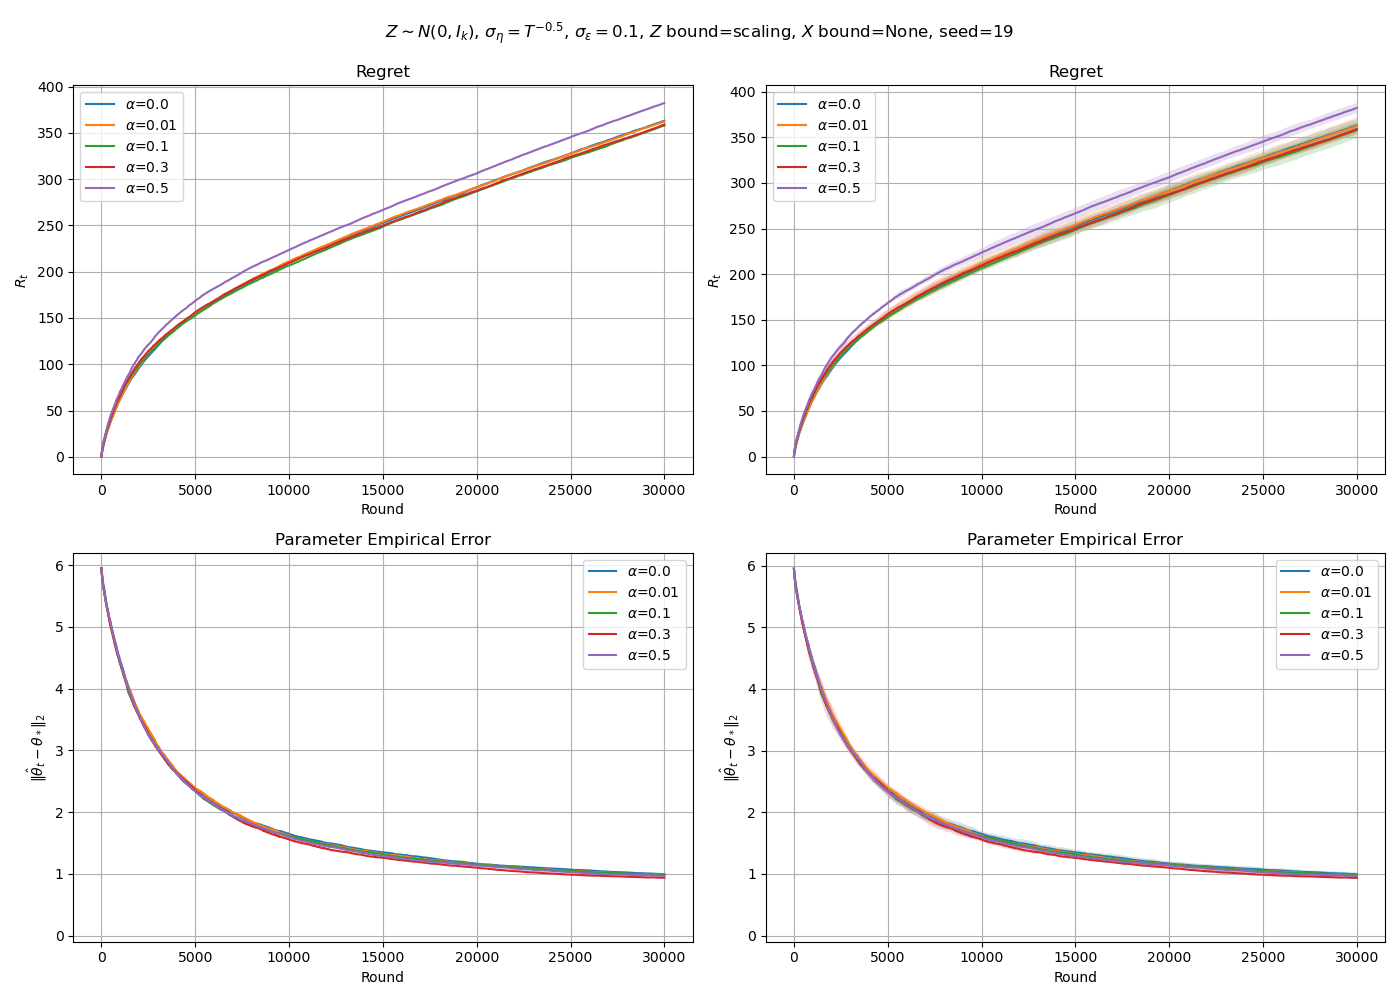 Z ∼ N(0, I_k), σ_η = T^{−0.5}, σ_ε = 0.1, Z bound=scaling, X bound=None, seed=19
Regret
400
350
300
250
200
150
100
50
0
R_t
α=0.0
α=0.01
α=0.1
α=0.3
α=0.5
0 5000 10000 15000 20000 25000 30000
Round
Regret
400
350
300
250
200
150
100
50
0
R_t
α=0.0
α=0.01
α=0.1
α=0.3
α=0.5
0 5000 10000 15000 20000 25000 30000
Round
Parameter Empirical Error
6
5
4
3
2
1
0
‖θ̂_t − θ_*‖_2
α=0.0
α=0.01
α=0.1
α=0.3
α=0.5
0 5000 10000 15000 20000 25000 30000
Round
Parameter Empirical Error
6
5
4
3
2
1
0
‖θ̂_t − θ_*‖_2
α=0.0
α=0.01
α=0.1
α=0.3
α=0.5
0 5000 10000 15000 20000 25000 30000
Round